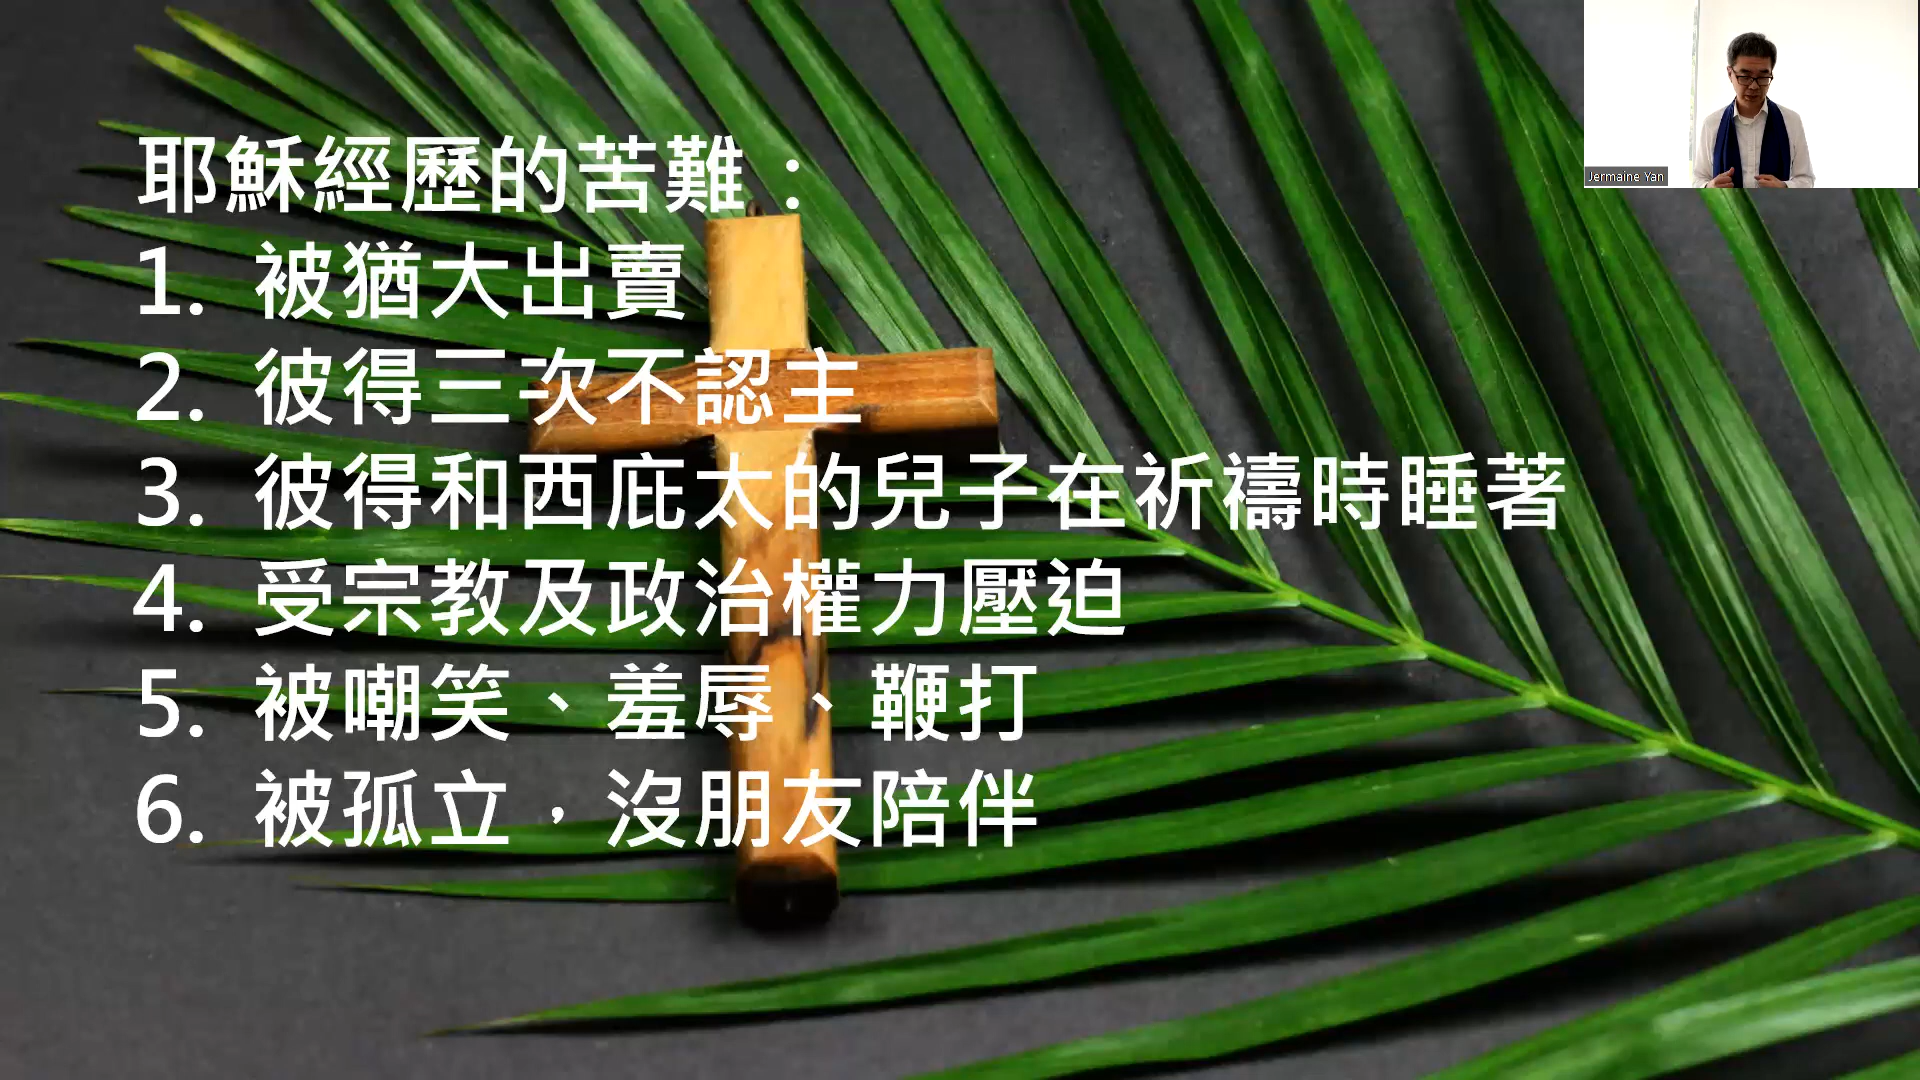 耶穌經歷的苦難：
1. 被猶大出賣
2. 彼得三次不認主
3. 彼得和西庇太的兒子在祈禱時睡著
4. 受宗教及政治權力壓迫
5. 被嘲笑、羞辱、鞭打
6. 被孤立，沒朋友陪伴
Jermaine Yan